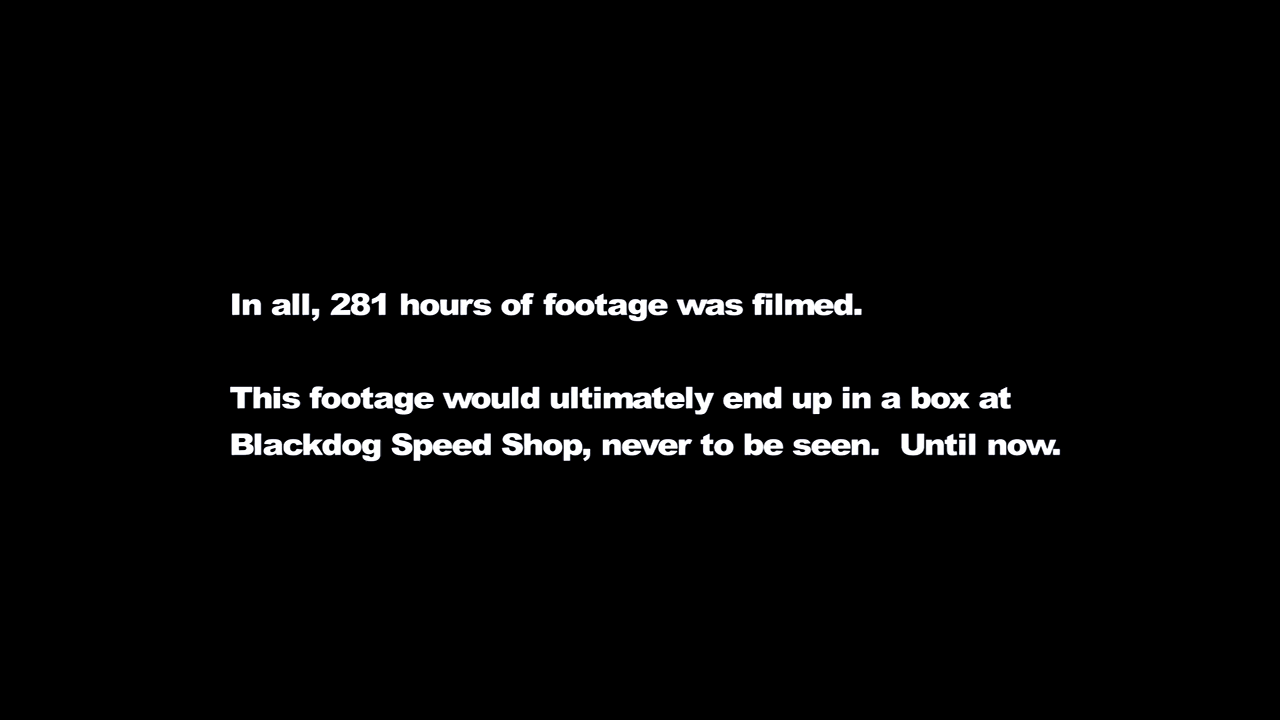 In all, 281 hours of footage was filmed.
This footage would ultimately end up in a box at
Blackdog Speed Shop, never to be seen.  Until now.